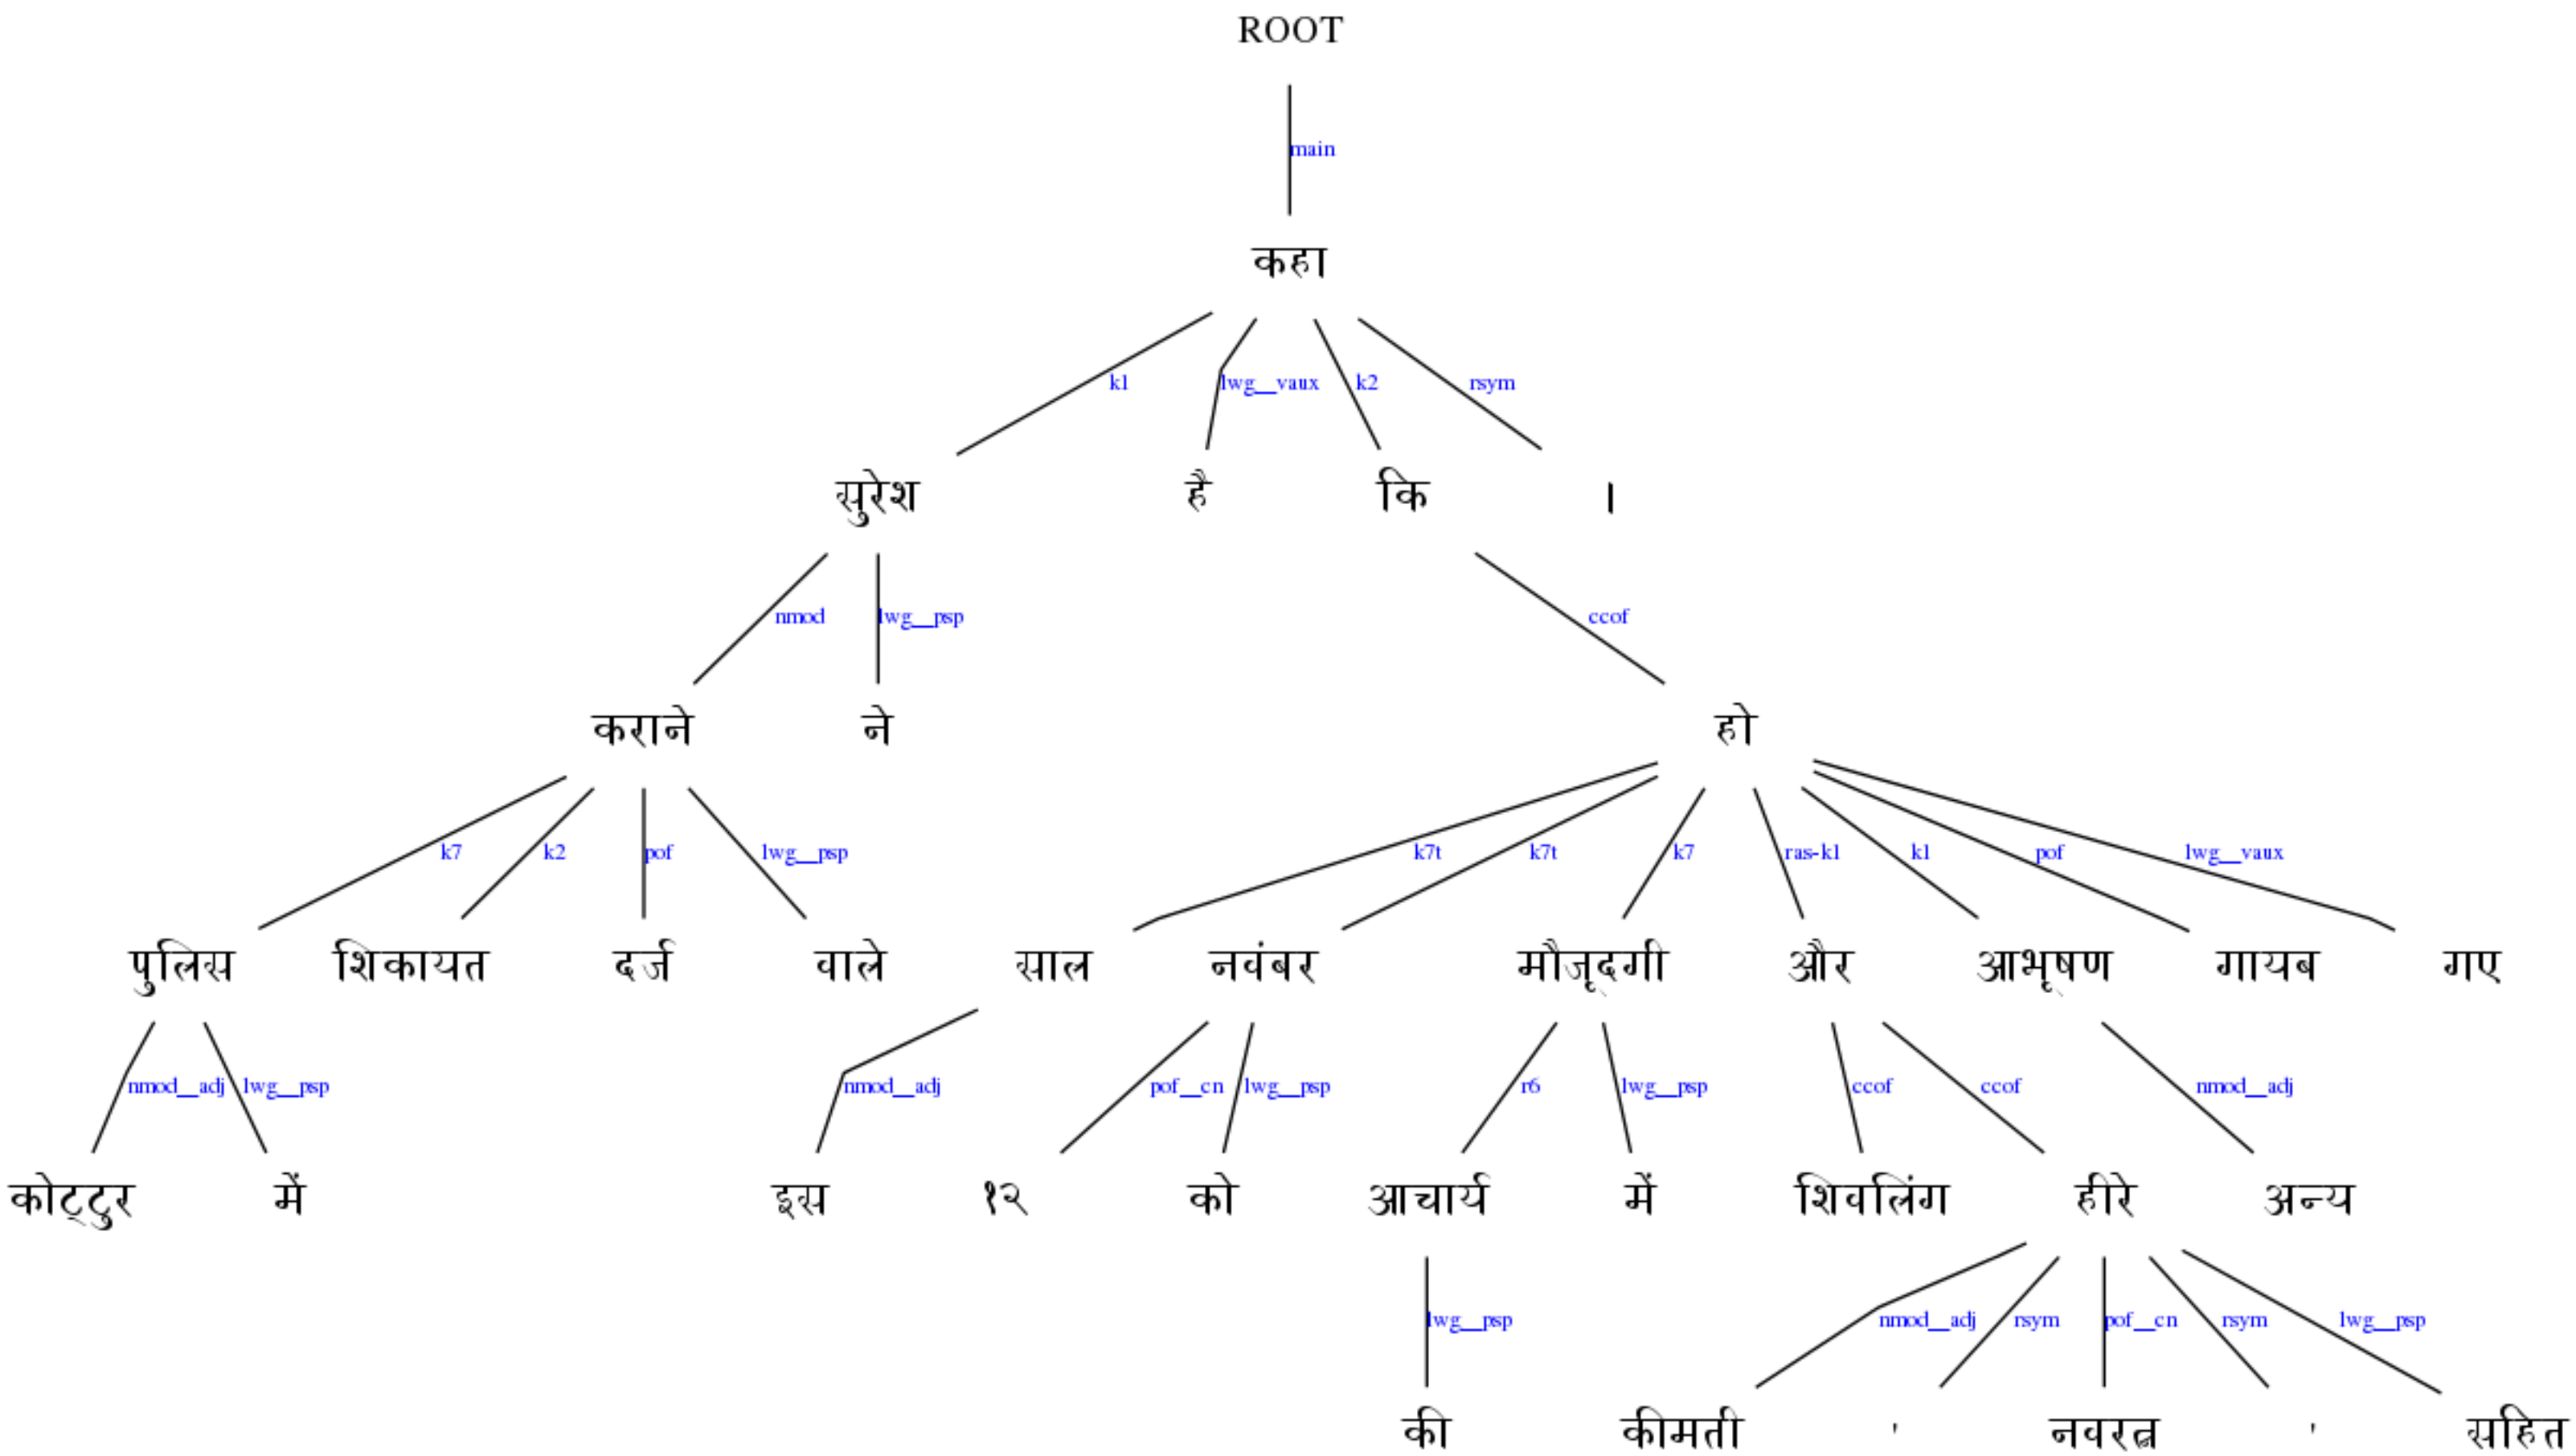 ROOT
main
कहा
k1 lwg__vaux k2 rsym
सुरेश है कि ।
nmod lwg__psp ccof
कराने ने हो
k7 k2 pof lwg__psp k7t k7t k7 ras-k1 k1 pof lwg__vaux
पुलिस शिकायत दर्ज वाले साल नवंबर मौजूदगी और आभूषण गायब गए
nmod__adj lwg__psp nmod__adj pof__cn lwg__psp r6 lwg__psp ccof ccof nmod__adj
कोट्टुर में इस १२ को आचार्य में शिवलिंग हीरे अन्य
lwg__psp nmod__adj rsym pof__cn rsym lwg__psp
की कीमती ' नवरत्न ' सहित